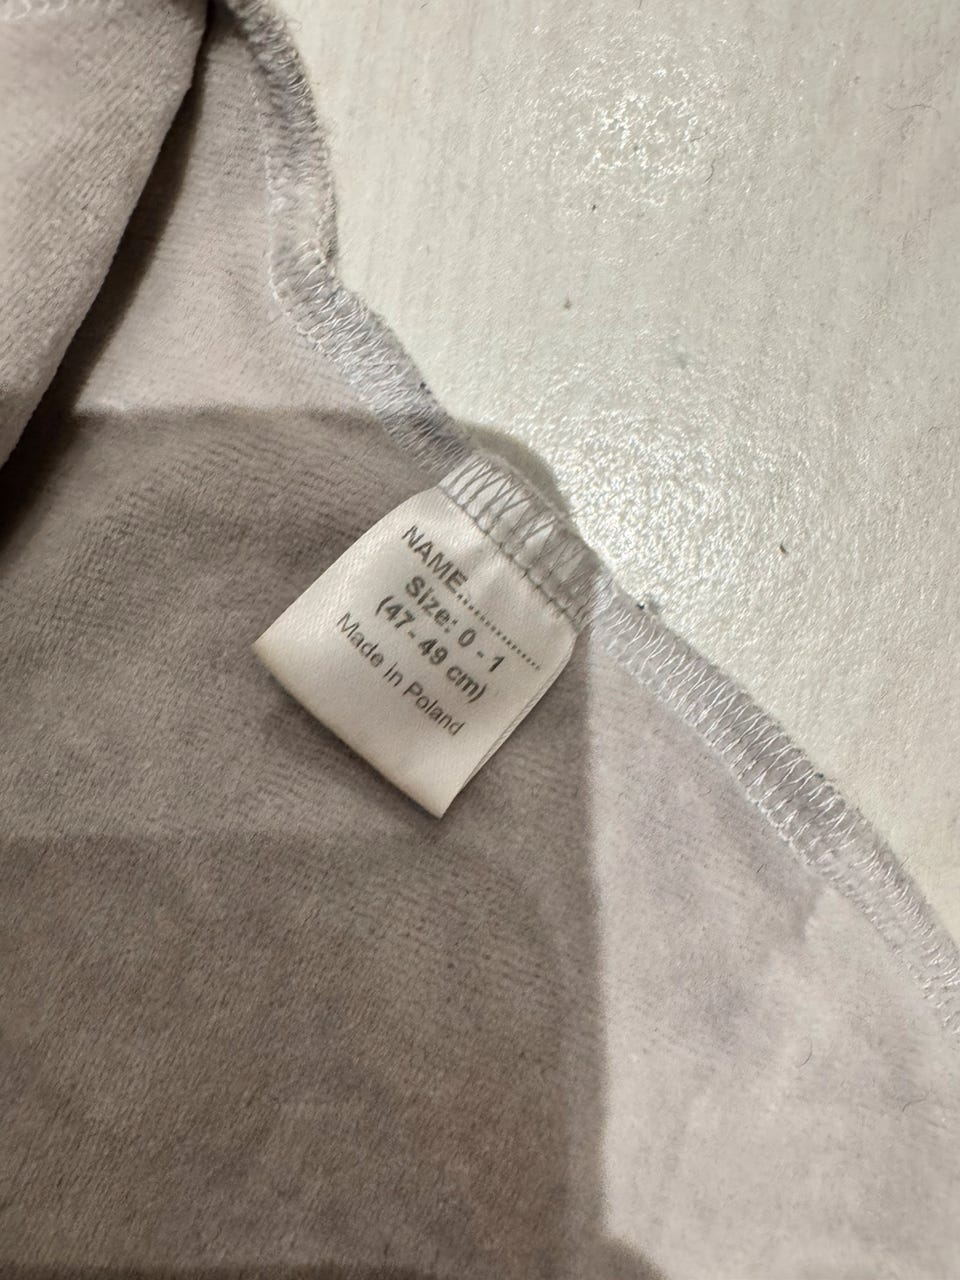 NAME....................
Size: 0 - 1
(47 - 49 cm)
Made in Poland